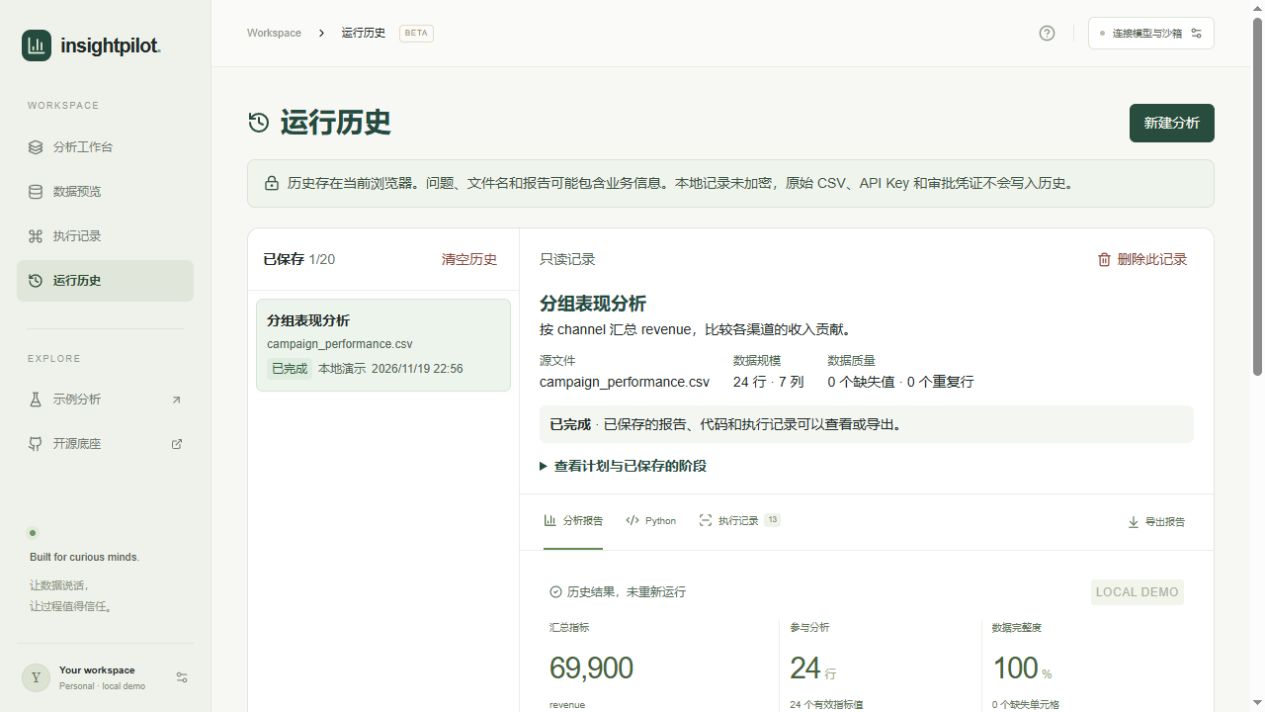 insightpilot.
WORKSPACE
分析工作台
数据预览
执行记录
运行历史
EXPLORE
示例分析
开源底座
Built for curious minds.
让数据说话,
让过程值得信任。
Y
Your workspace
Personal · local demo
Workspace > 运行历史 BETA
连接模型与沙箱
运行历史
新建分析
历史存在当前浏览器。问题、文件名和报告可能包含业务信息。本地记录未加密，原始 CSV、API Key 和审批凭证不会写入历史。
已保存 1/20
清空历史
分组表现分析
campaign_performance.csv
已完成 本地演示 2026/11/19 22:56
只读记录
删除此记录
分组表现分析
按 channel 汇总 revenue，比较各渠道的收入贡献。
源文件 数据规模 数据质量
campaign_performance.csv 24 行 · 7 列 0 个缺失值 · 0 个重复行
已完成 · 已保存的报告、代码和执行记录可以查看或导出。
查看计划与已保存的阶段
分析报告 Python 执行记录 13 导出报告
历史结果，未重新运行
LOCAL DEMO
汇总指标 参与分析 数据完整度
69,900 24 行 100 %
revenue 24 个有效指标值 0 个缺失单元格